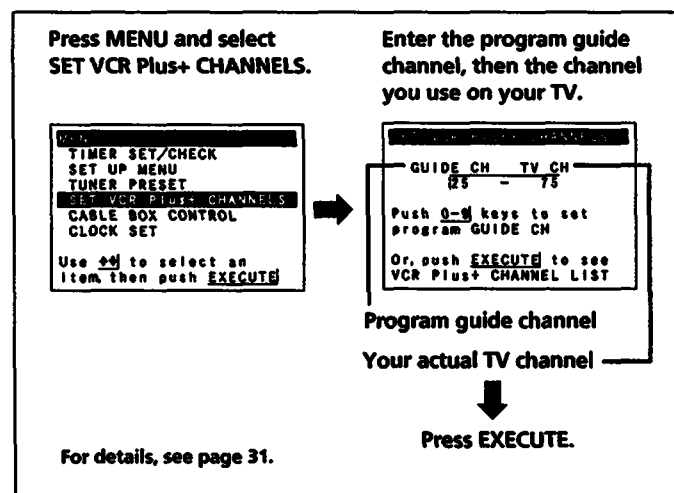 Press MENU and select
SET VCR Plus+ CHANNELS.
MENU
TIMER SET/CHECK
SET UP MENU
TUNER PRESET
SET VCR Plus+ CHANNELS
CABLE BOX CONTROL
CLOCK SET
Use to select an
item, then push EXECUTE
Enter the program guide
channel, then the channel
you use on your TV.
CHANNELS
GUIDE CH TV CH
25 – 75
Push 0-9 keys to set
program GUIDE CH
Or, push EXECUTE to see
VCR Plus+ CHANNEL LIST
Program guide channel
Your actual TV channel
Press EXECUTE.
For details, see page 31.